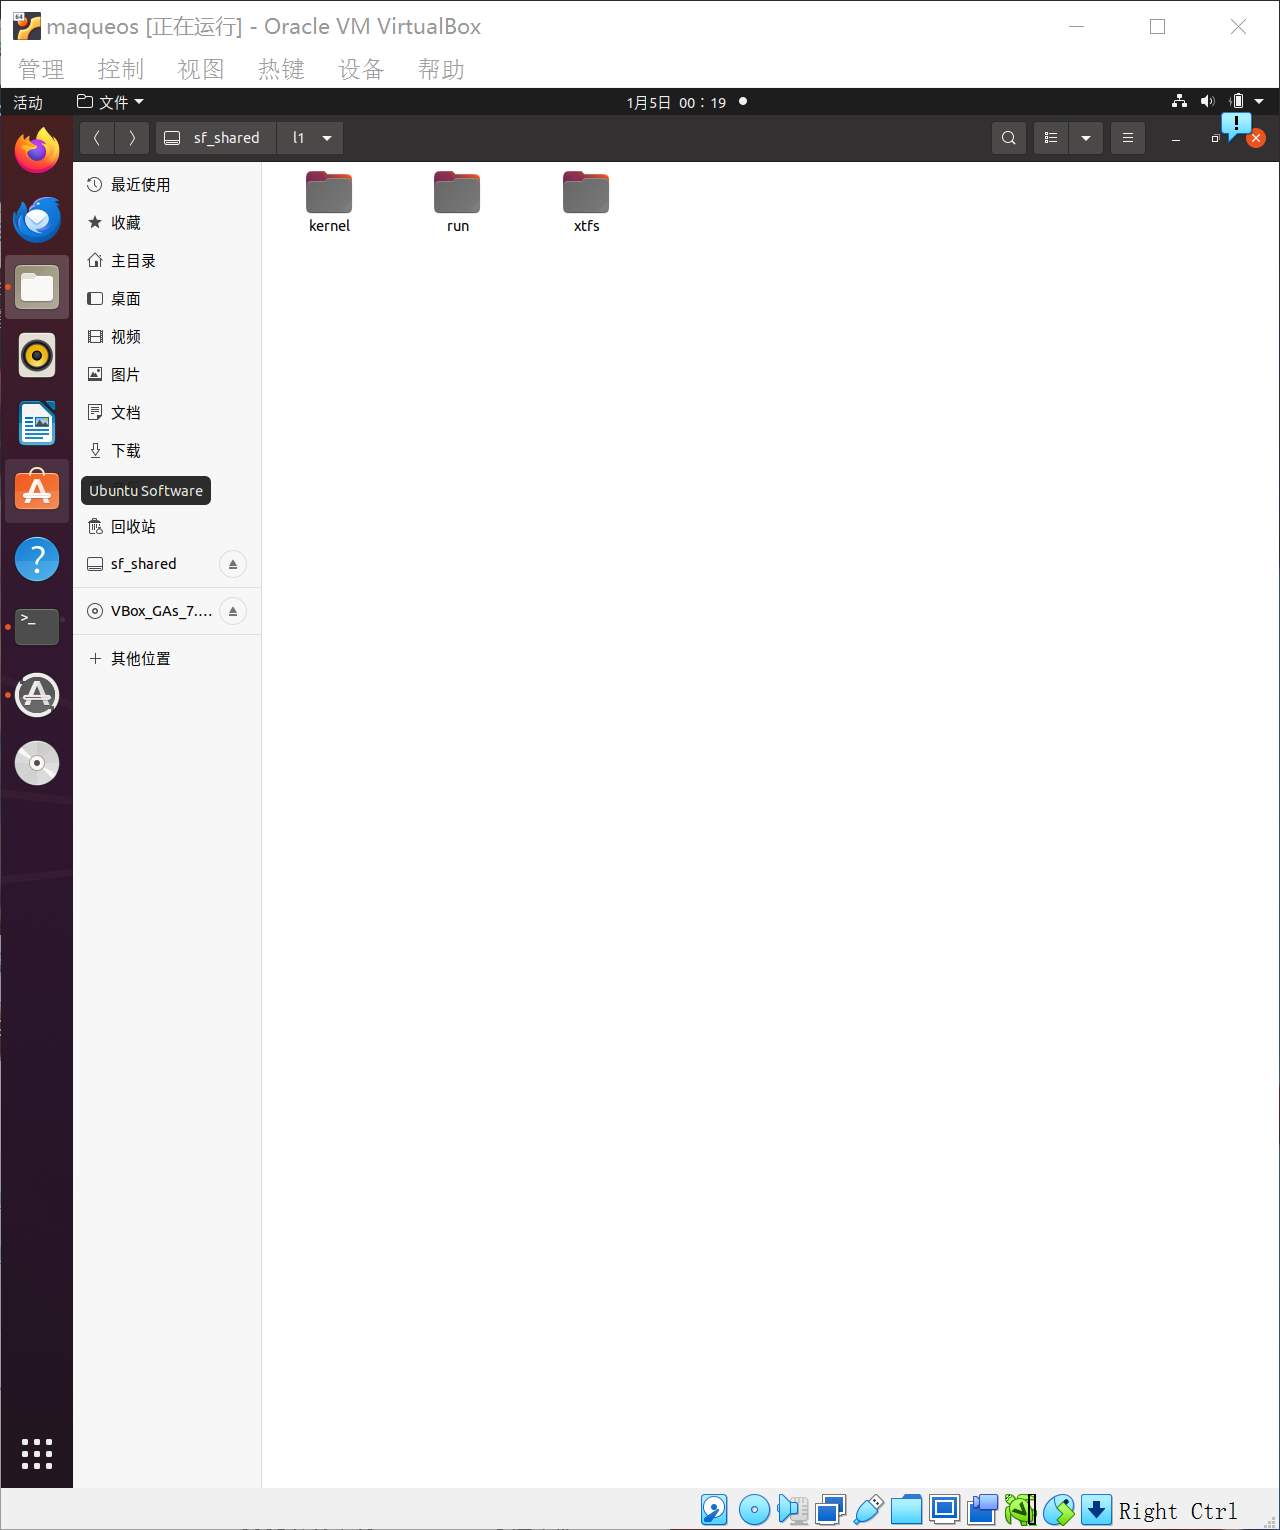 maqueos [正在运行] - Oracle VM VirtualBox
管理 控制 视图 热键 设备 帮助
活动 文件 1月5日 00：19
sf_shared l1
最近使用
收藏
主目录
桌面
视频
图片
文档
下载
Ubuntu Software
回收站
sf_shared
VBox_GAs_7....
其他位置
kernel run xtfs
Right Ctrl